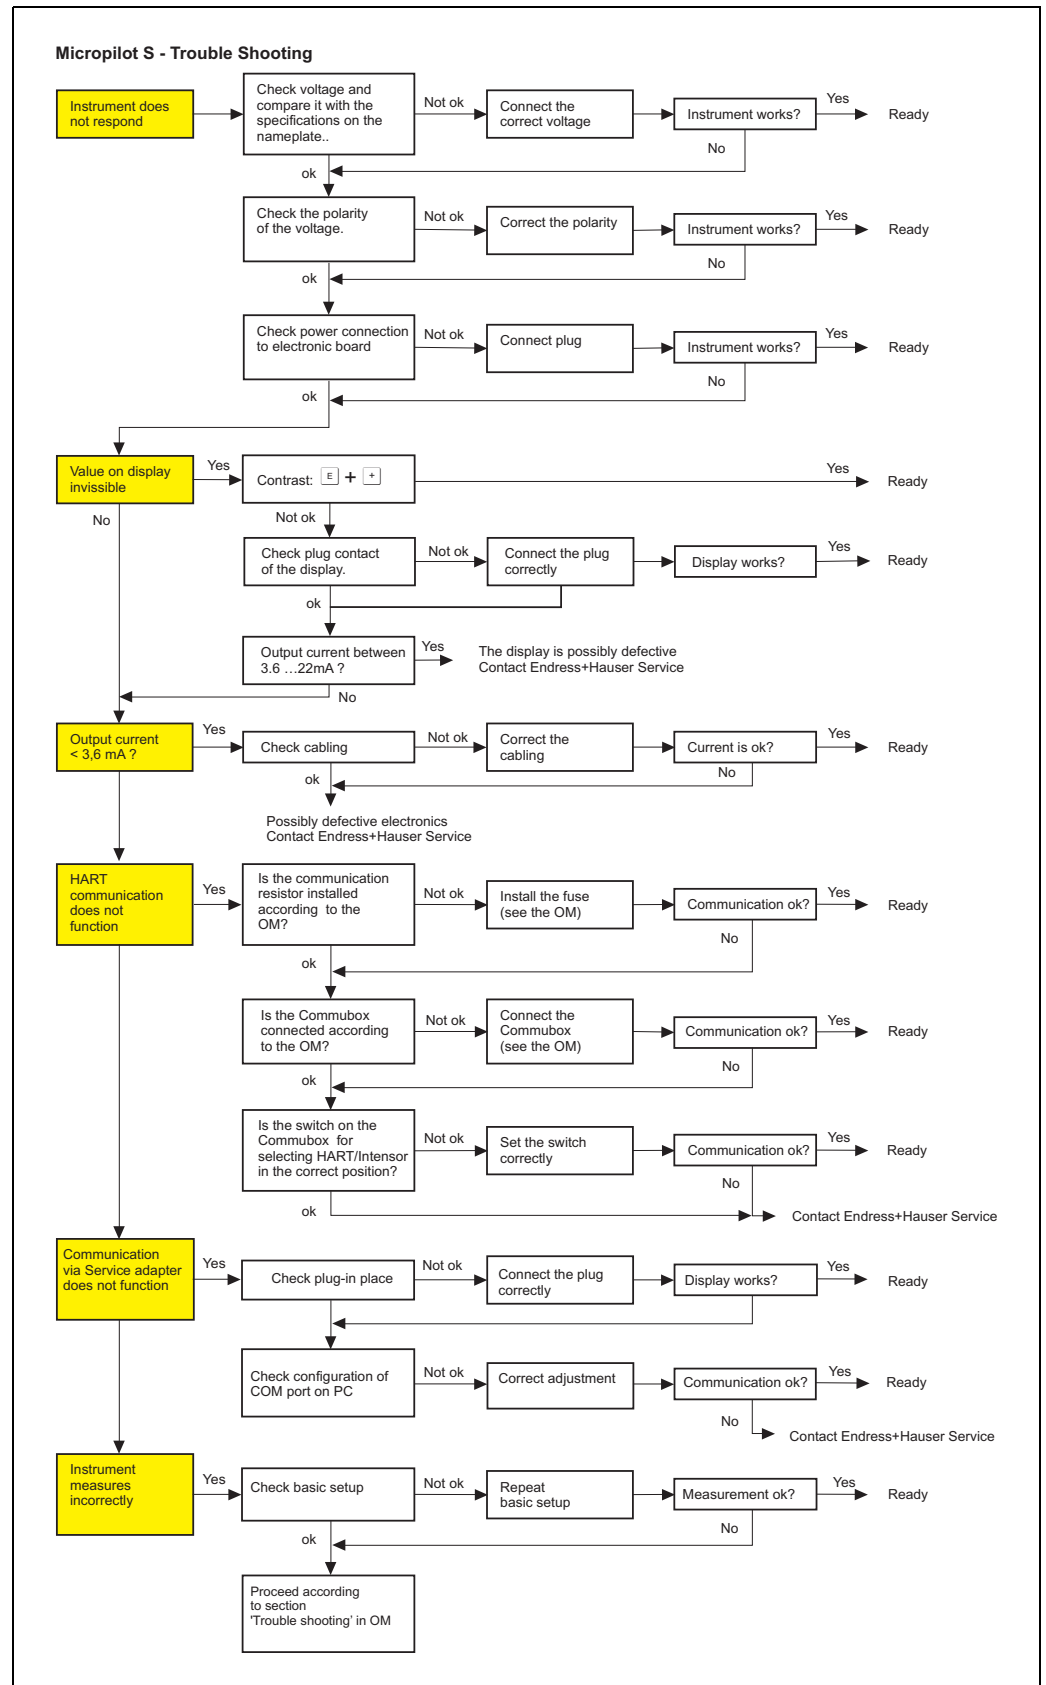 Micropilot S - Trouble Shooting
Instrument does
not respond
Check voltage and
compare it with the
specifications on the
nameplate..
Not ok
Connect the
correct voltage
Instrument works?
Yes
Ready
No
ok
Check the polarity
of the voltage.
Not ok
Correct the polarity
Instrument works?
Yes
Ready
No
ok
Check power connection
to electronic board
Not ok
Connect plug
Instrument works?
Yes
Ready
No
ok
Value on display
invissible
Yes
Contrast: E + +
Yes
Ready
No
Not ok
Check plug contact
of the display.
Not ok
Connect the plug
correctly
Display works?
Yes
Ready
ok
Output current between
3.6 ...22mA ?
Yes
The display is possibly defective
Contact Endress+Hauser Service
No
Output current
< 3,6 mA ?
Yes
Check cabling
Not ok
Correct the
cabling
Current is ok?
Yes
Ready
No
ok
Possibly defective electronics
Contact Endress+Hauser Service
HART
communication
does not
function
Yes
Is the communication
resistor installed
according to the
OM?
Not ok
Install the fuse
(see the OM)
Communication ok?
Yes
Ready
No
ok
Is the Commubox
connected according
to the OM?
Not ok
Connect the
Commubox
(see the OM)
Communication ok?
Yes
Ready
No
ok
Is the switch on the
Commubox for
selecting HART/Intensor
in the correct position?
Not ok
Set the switch
correctly
Communication ok?
Yes
Ready
No
ok
Contact Endress+Hauser Service
Communication
via Service adapter
does not function
Yes
Check plug-in place
Not ok
Connect the plug
correctly
Display works?
Yes
Ready
Check configuration of
COM port on PC
Not ok
Correct adjustment
Communication ok?
Yes
Ready
No
Contact Endress+Hauser Service
Instrument
measures
incorrectly
Yes
Check basic setup
Not ok
Repeat
basic setup
Measurement ok?
Yes
Ready
No
ok
Proceed according
to section
'Trouble shooting' in OM